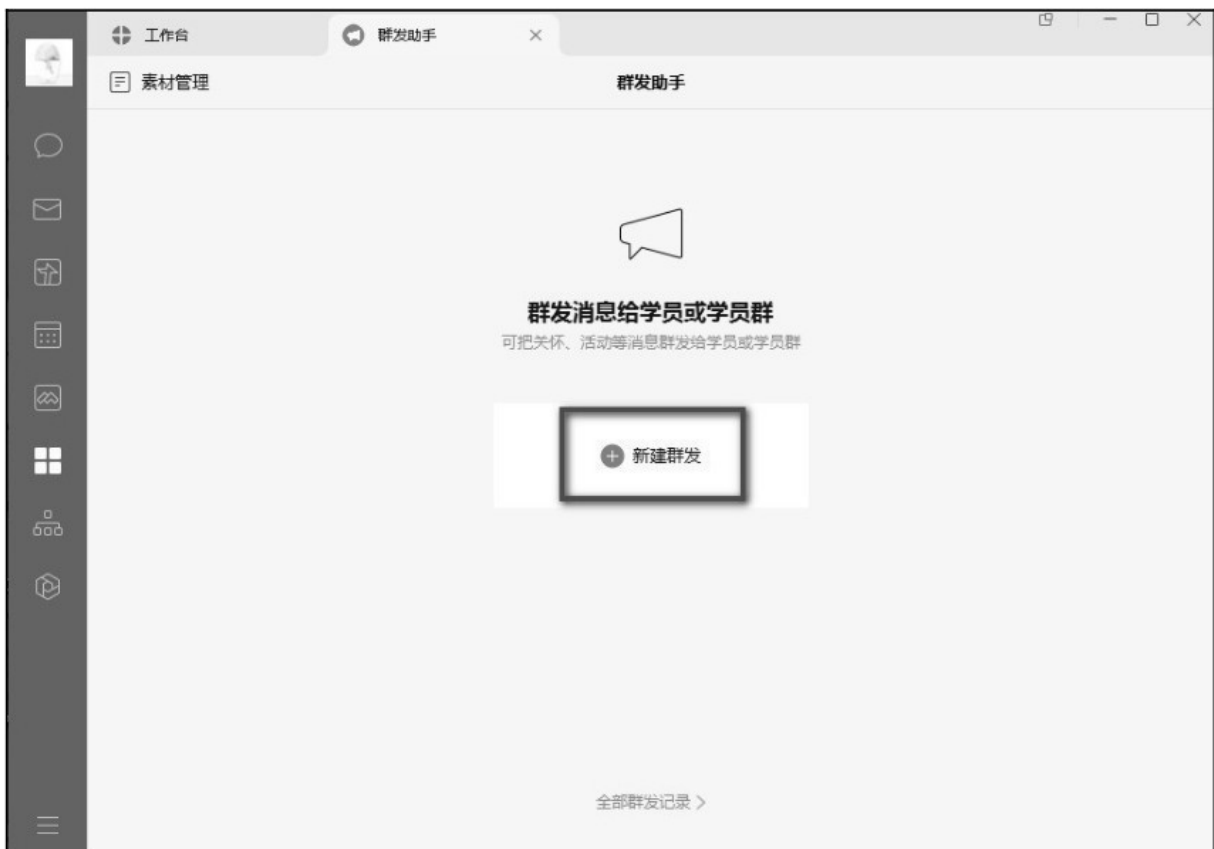 工作台
群发助手
素材管理
群发助手
群发消息给学员或学员群
可把关怀、活动等消息群发给学员或学员群
新建群发
全部群发记录 >